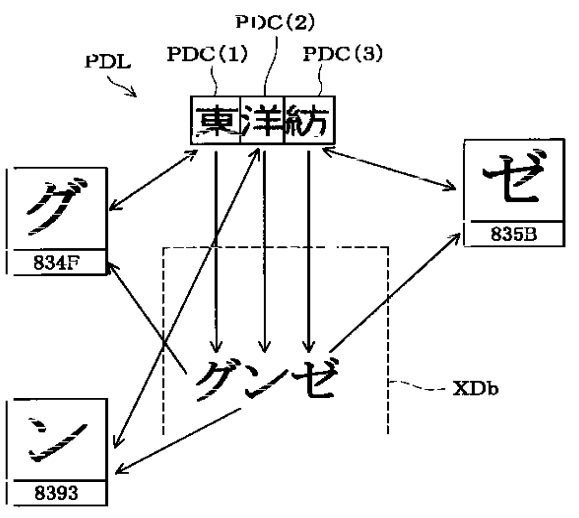 PDC(2)
PDL PDC(1) PDC(3)
東洋紡
グ
834F
ゼ
835B
グンゼ
XDb
ン
8393